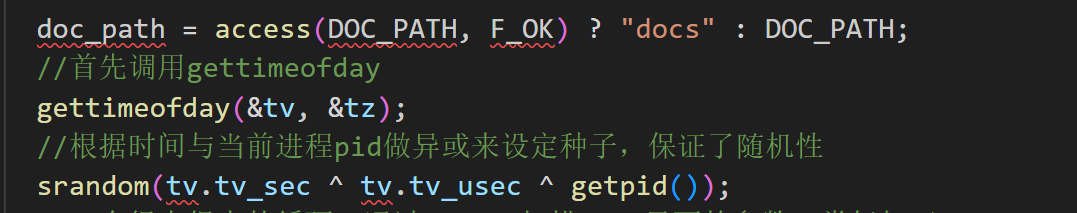 doc_path = access(DOC_PATH, F_OK) ? "docs" : DOC_PATH;
//首先调用gettimeofday
gettimeofday(&tv, &tz);
//根据时间与当前进程pid做异或来设定种子，保证了随机性
srandom(tv.tv_sec ^ tv.tv_usec ^ getpid());